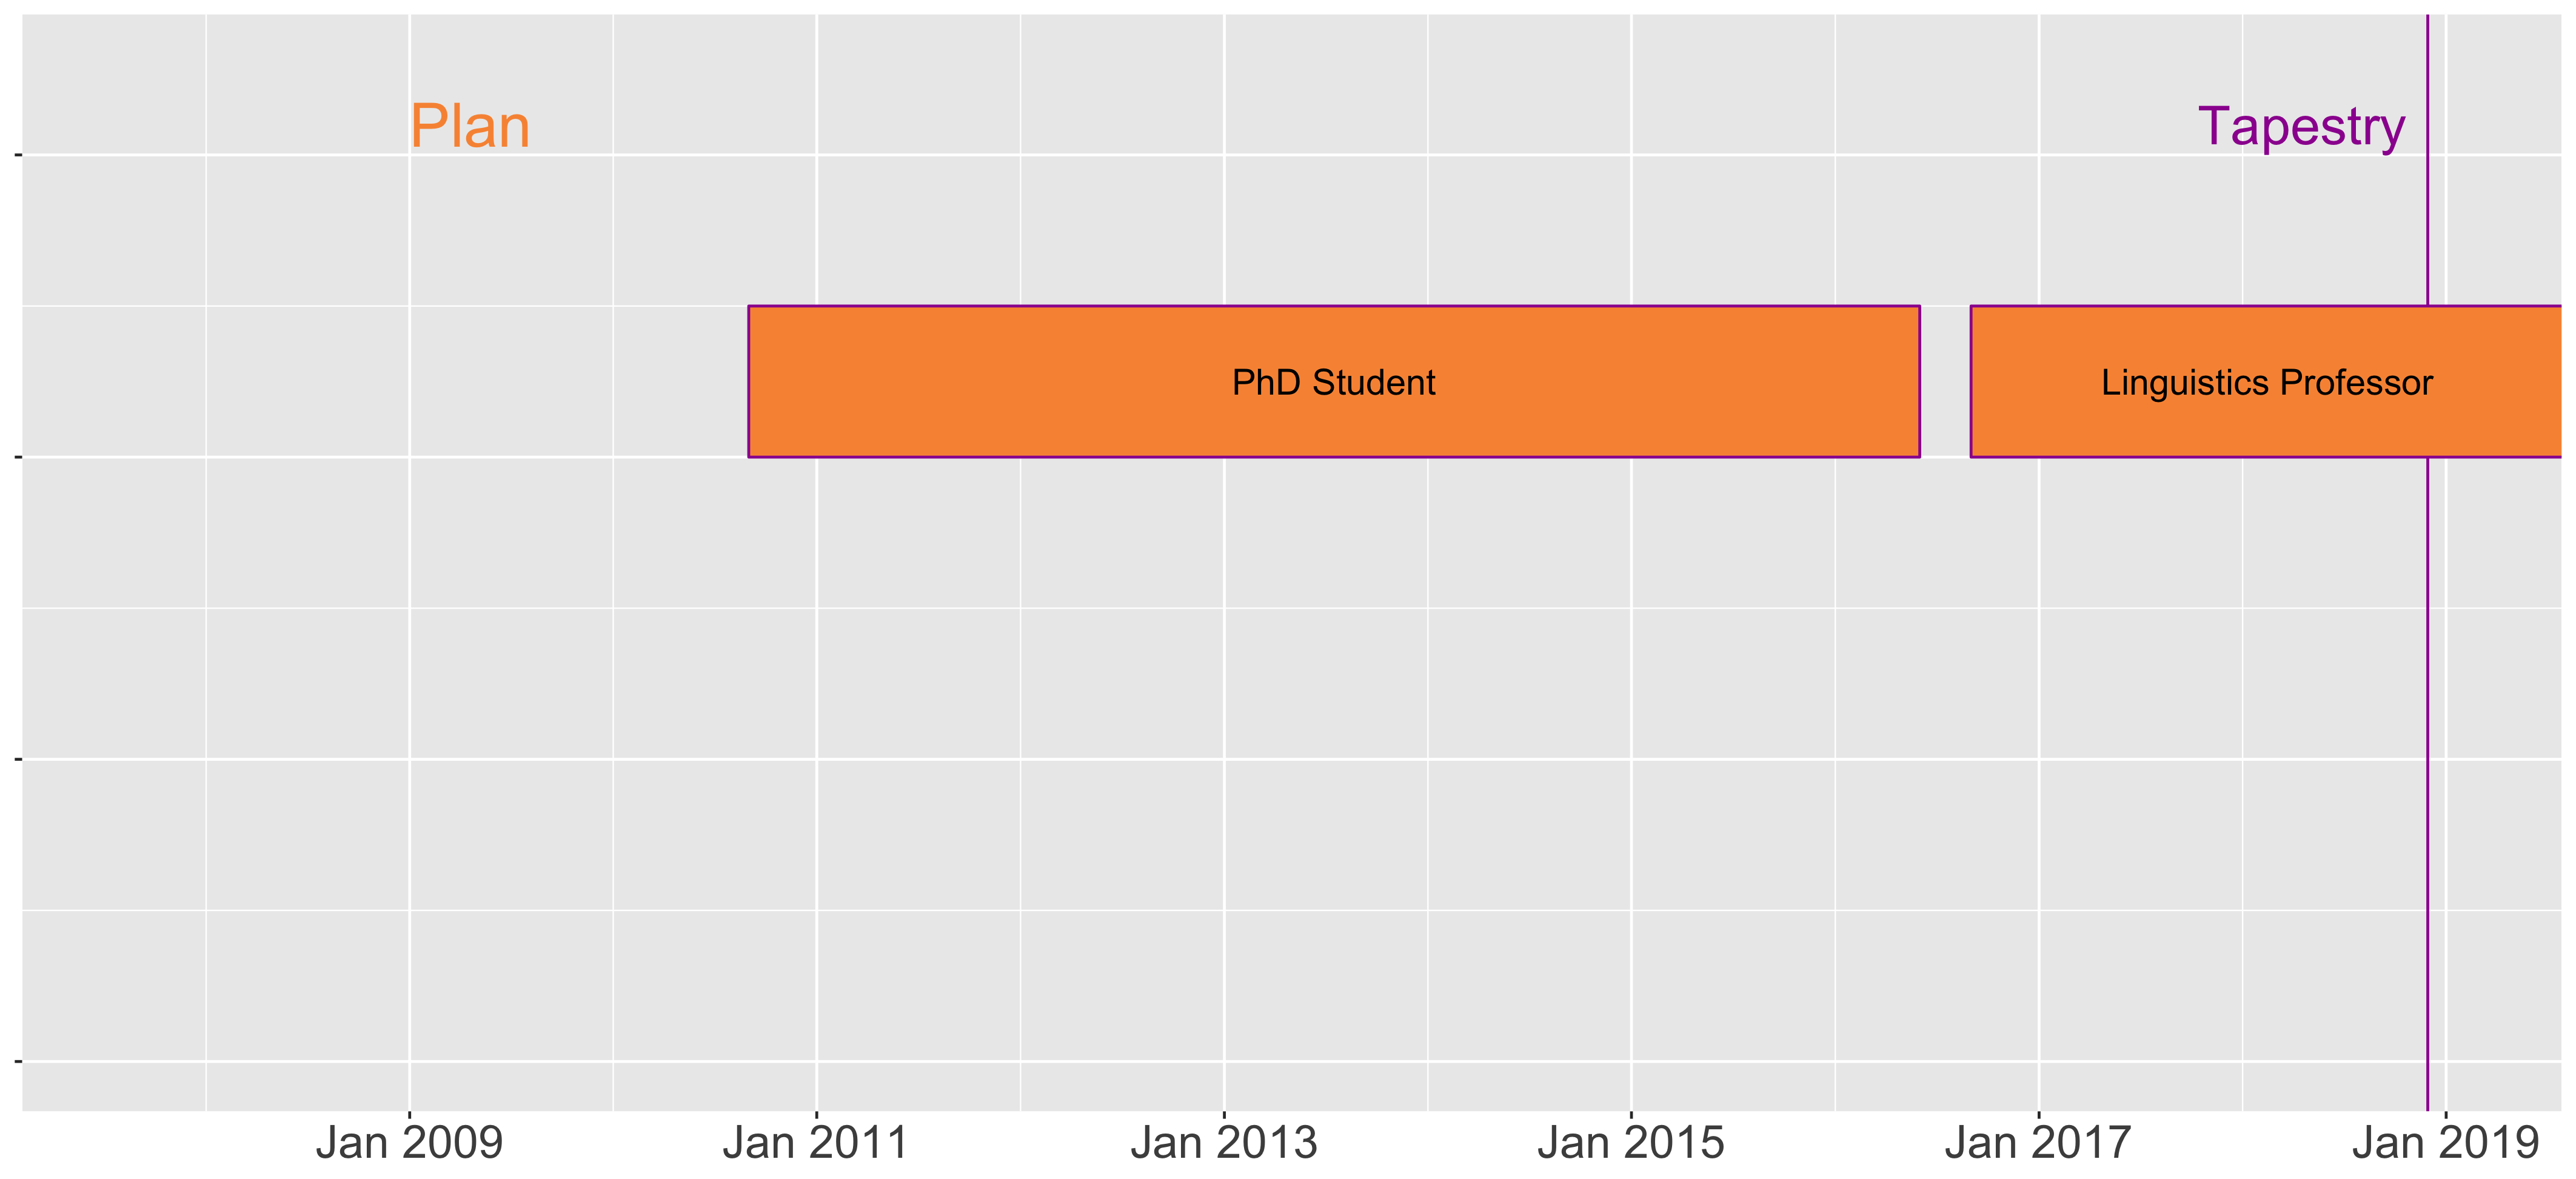 Plan
Tapestry
PhD Student
Linguistics Professor
Jan 2009
Jan 2011
Jan 2013
Jan 2015
Jan 2017
Jan 2019